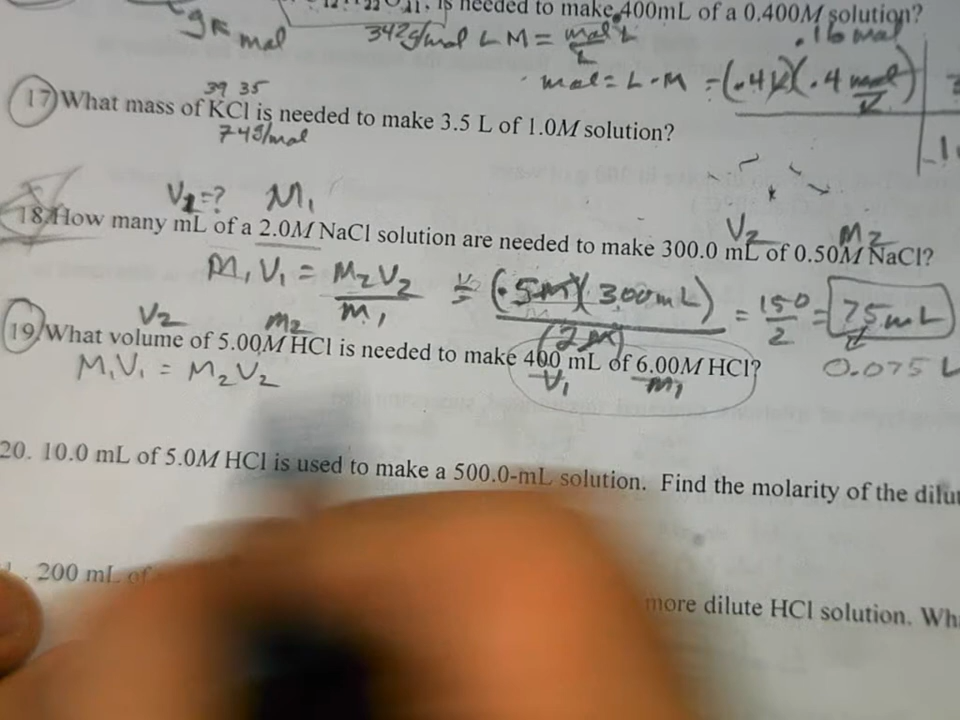 is needed to make 400mL of a 0.400M solution?
gK mol 342g/mol L M = mol/L .16 mol
mol = L · M = (.4 L)(.4 mol/L)
39 35
17. What mass of KCl is needed to make 3.5 L of 1.0M solution?
74g/mol
V1 = ? M1 V2 M2
18. How many mL of a 2.0M NaCl solution are needed to make 300.0 mL of 0.50M NaCl?
M1V1 = M2V2/M1 V1 = (.5M)(300mL)/(2M) = 150/2 = 75mL
0.075 L
V2 M2
19. What volume of 5.00M HCl is needed to make 400 mL of 6.00M HCl?
M1V1 = M2V2 V1 M1
20. 10.0 mL of 5.0M HCl is used to make a 500.0-mL solution. Find the molarity of the
200 mL of more dilute HCl solution.